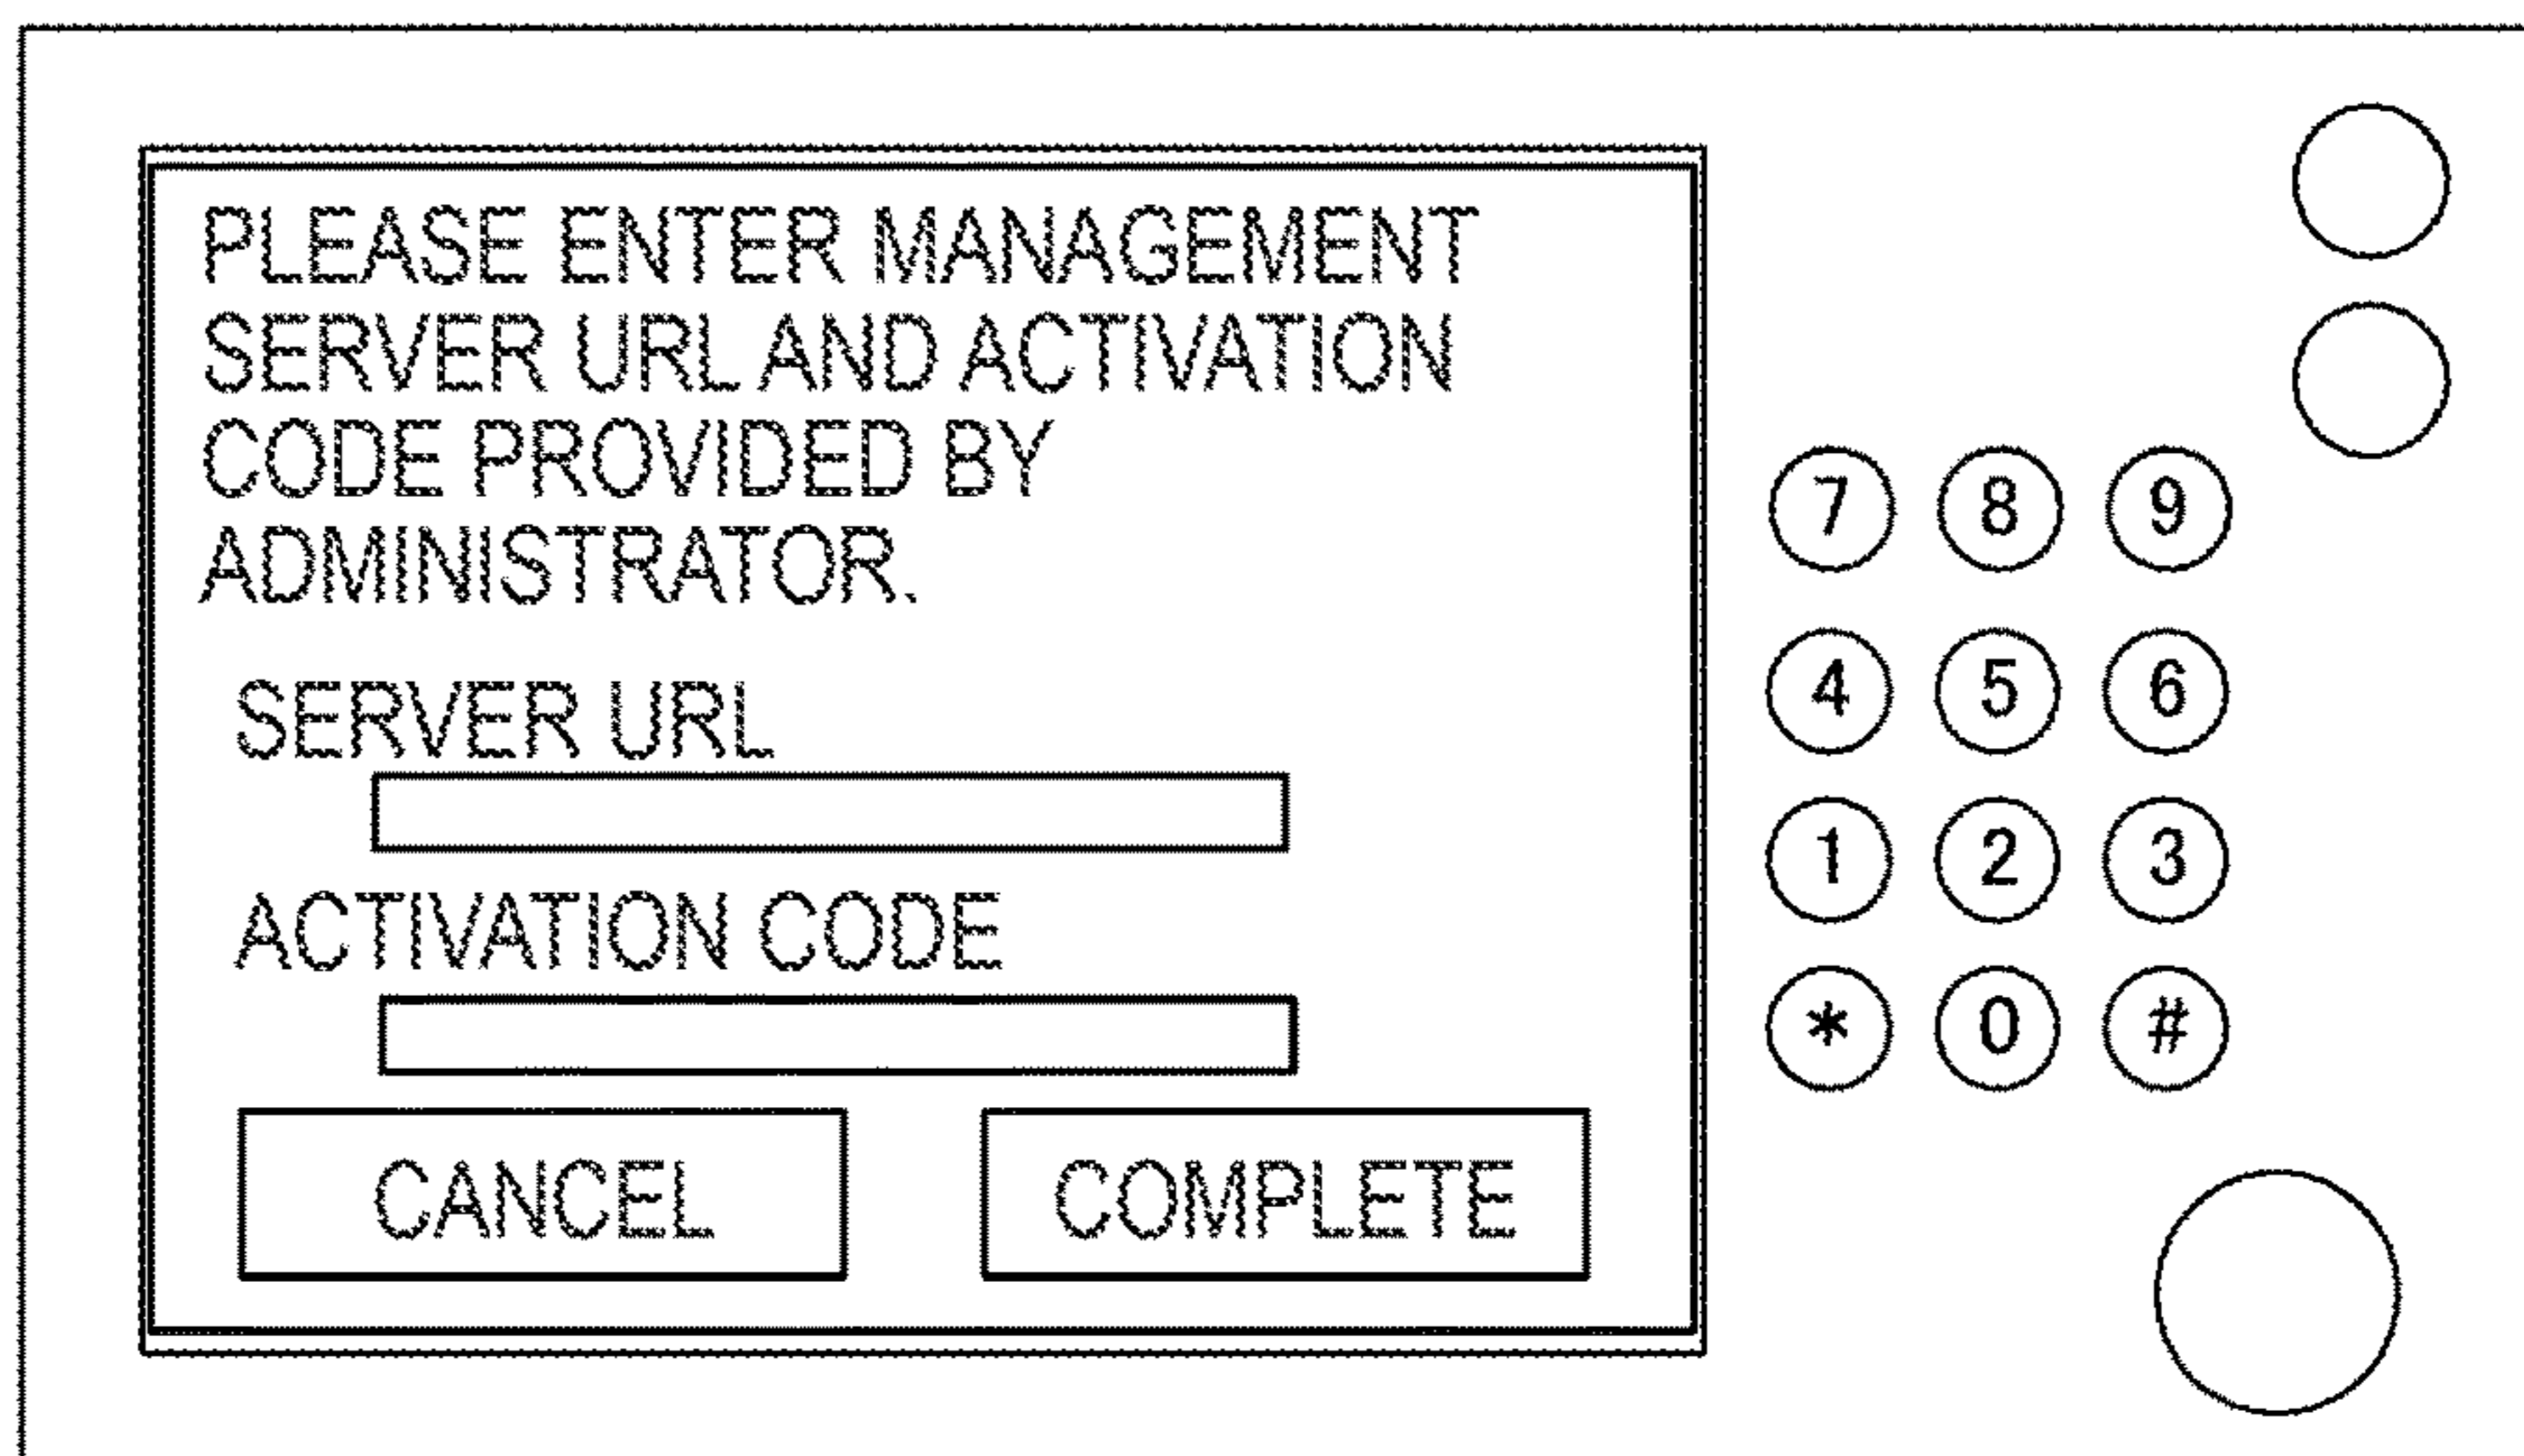 PLEASE ENTER MANAGEMENT
SERVER URL AND ACTIVATION
CODE PROVIDED BY
ADMINISTRATOR.
SERVER URL
ACTIVATION CODE
CANCEL COMPLETE
7 8 9
4 5 6
1 2 3
* 0 #